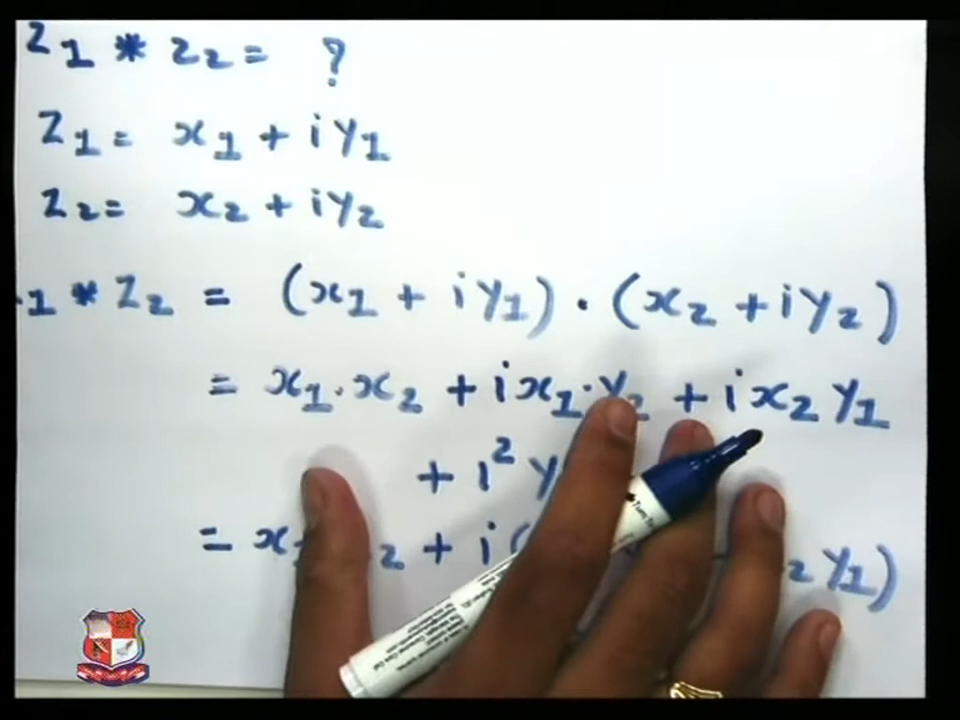 Z1 * Z2 = ?
Z1 = x1 + iy1
Z2 = x2 + iy2
1 * Z2 = (x1 + iy1) . (x2 + iy2)
= x1 . x2 + ix1 . y2 + ix2 y1
+ i² y
= x 2 + i( 2 y1)